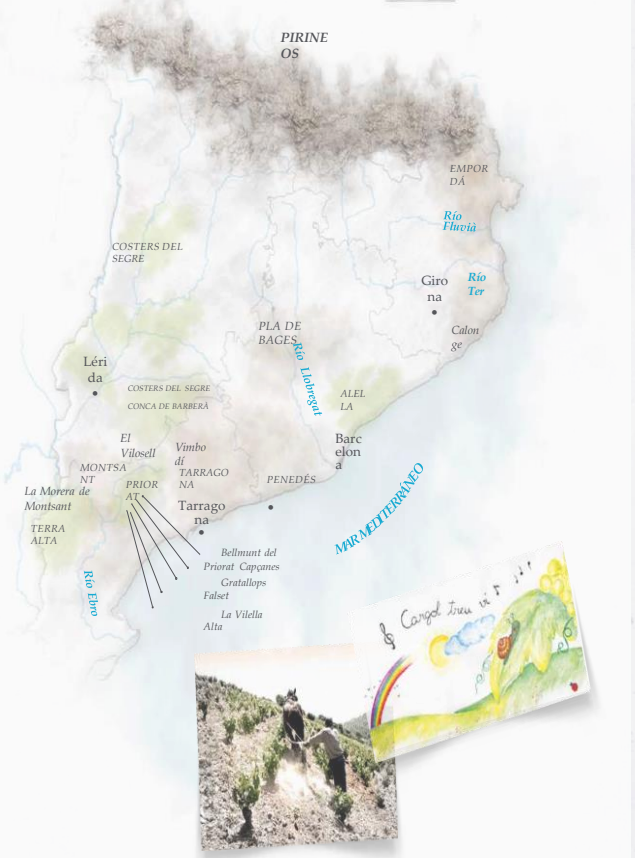 PIRINE
OS
EMPOR
DÁ
Río
Fluvià
COSTERS DEL
SEGRE
Giro
na
Río
Ter
PLA DE
BAGES
Calon
ge
Río Llobregat
Léri
da
COSTERS DEL SEGRE
CONCA DE BARBERÀ
ALEL
LA
El
Vilosell
Vimbo
dí
Barc
elon
a
MONTSA
NT
TARRAGO
NA
La Morera de
Montsant
PRIOR
AT
PENEDÉS
Tarrago
na
MAR MEDITERRÁNEO
TERRA
ALTA
Bellmunt del
Priorat Capçanes
Río Ebro
Gratallops
Falset
La Vilella
Alta
Cargol treu vi